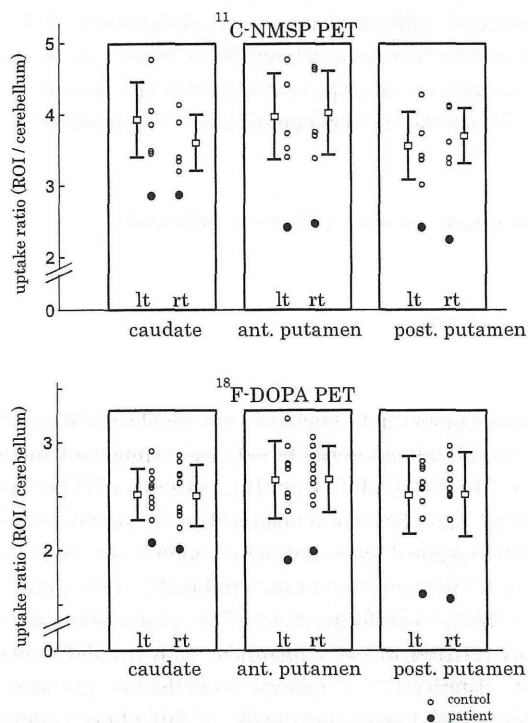 11C-NMSP PET
uptake ratio (ROI / cerebellum)
5
4
3
2
0
lt rt
lt rt
lt rt
caudate
ant. putamen
post. putamen
18F-DOPA PET
uptake ratio (ROI / cerebellum)
3
2
0
lt rt
lt rt
lt rt
caudate
ant. putamen
post. putamen
control
patient